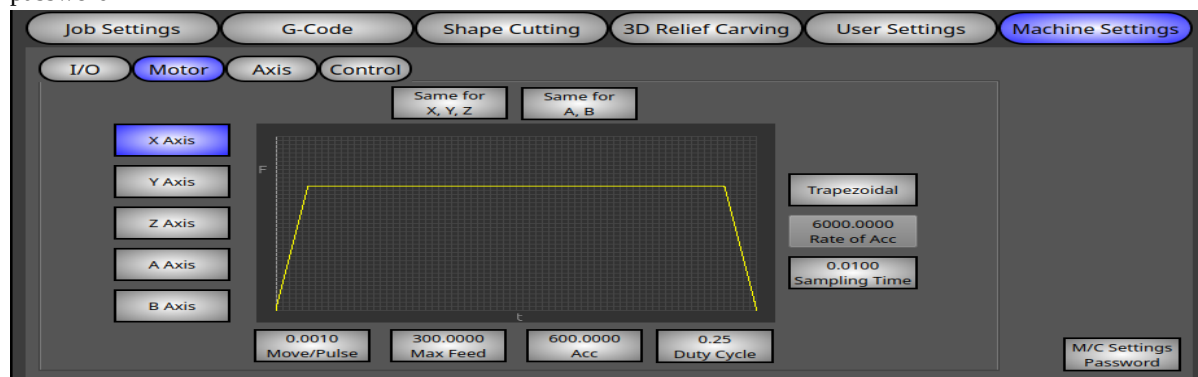 password
Job Settings G-Code Shape Cutting 3D Relief Carving User Settings Machine Settings
I/O Motor Axis Control
Same for
X, Y, Z
Same for
A, B
X Axis
Y Axis
Z Axis
A Axis
B Axis
F
t
Trapezoidal
6000.0000
Rate of Acc
0.0100
Sampling Time
0.0010
Move/Pulse
300.0000
Max Feed
600.0000
Acc
0.25
Duty Cycle
M/C Settings
Password